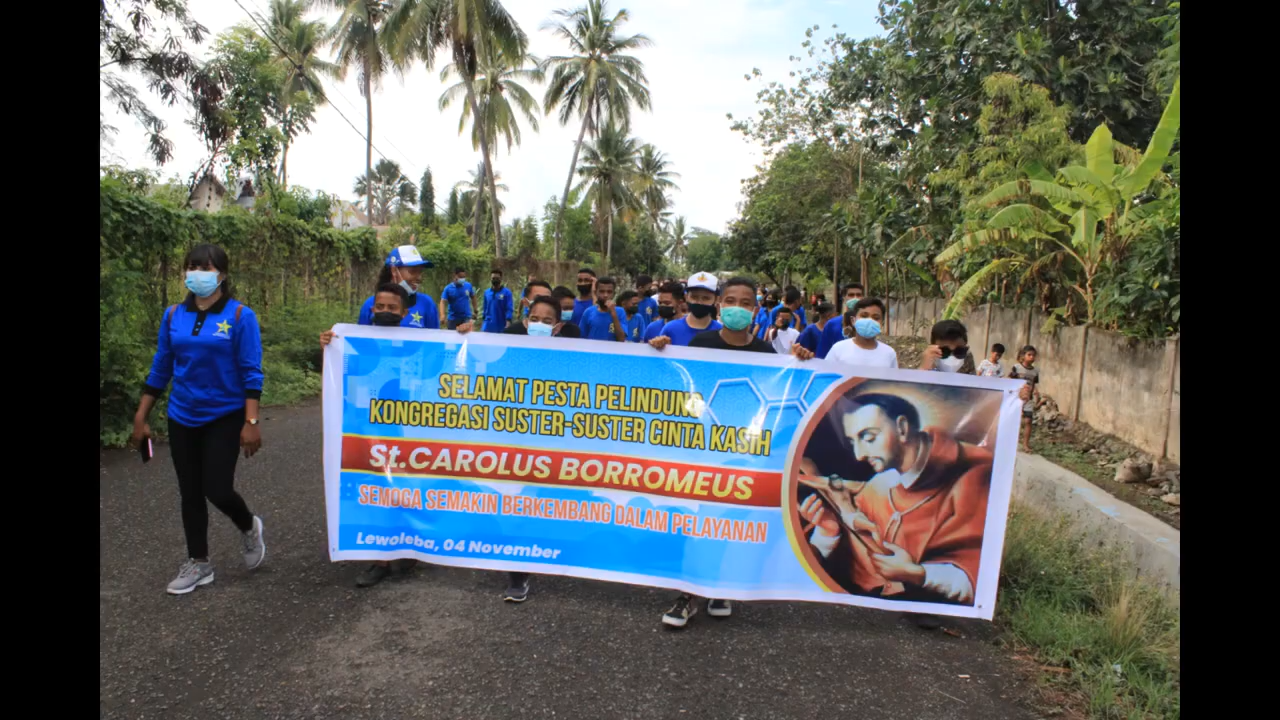 SELAMAT PESTA PELINDUNG
KONGREGASI SUSTER-SUSTER CINTA KASIH
St.CAROLUS BORROMEUS
SEMOGA SEMAKIN BERKEMBANG DALAM PELAYANAN
Lewoleba, 04 November